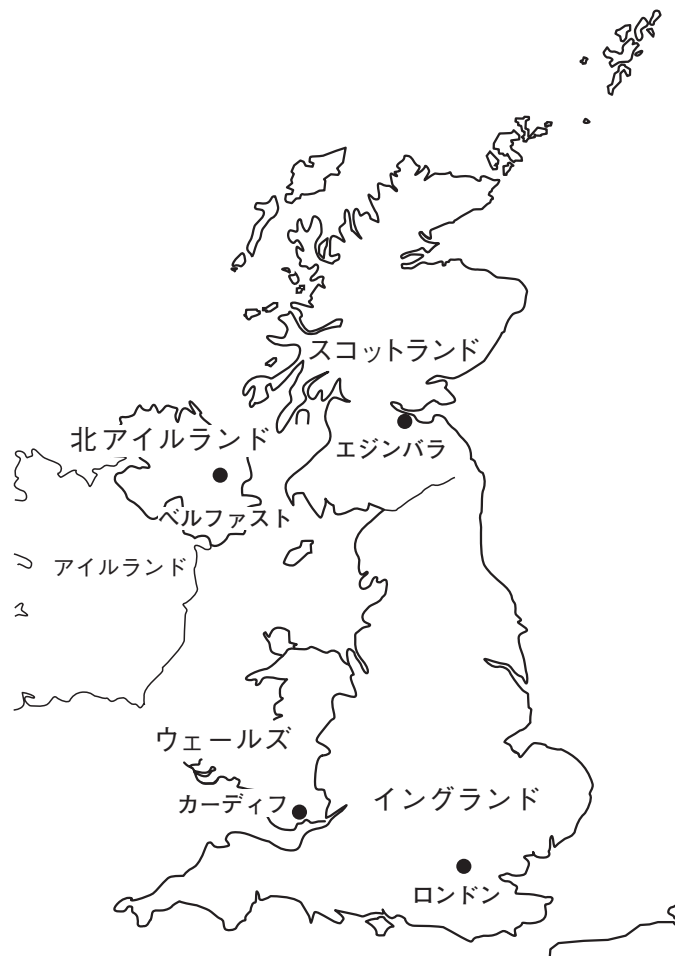 スコットランド
北アイルランド
エジンバラ
ベルファスト
アイルランド
ウェールズ
カーディフ
イングランド
ロンドン